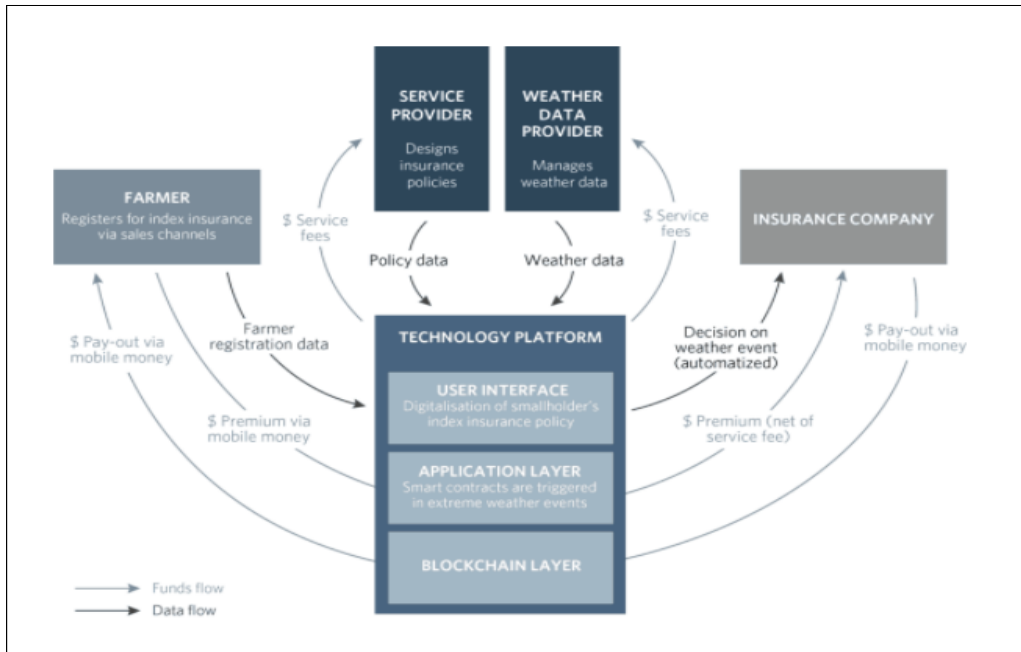 SERVICE
PROVIDER
Designs
insurance
policies
WEATHER
DATA
PROVIDER
Manages
weather data
FARMER
Registers for index insurance
via sales channels
$ Service
fees
$ Service
fees
INSURANCE COMPANY
Policy data
Weather data
Farmer
registration data
$ Pay-out via
mobile money
$ Premium via
mobile money
TECHNOLOGY PLATFORM
USER INTERFACE
Digitalisation of smallholder's
index insurance policy
APPLICATION LAYER
Smart contracts are triggered
in extreme weather events
BLOCKCHAIN LAYER
Decision on
weather event
(automatized)
$ Pay-out via
mobile money
$ Premium (net of
service fee)
Funds flow
Data flow